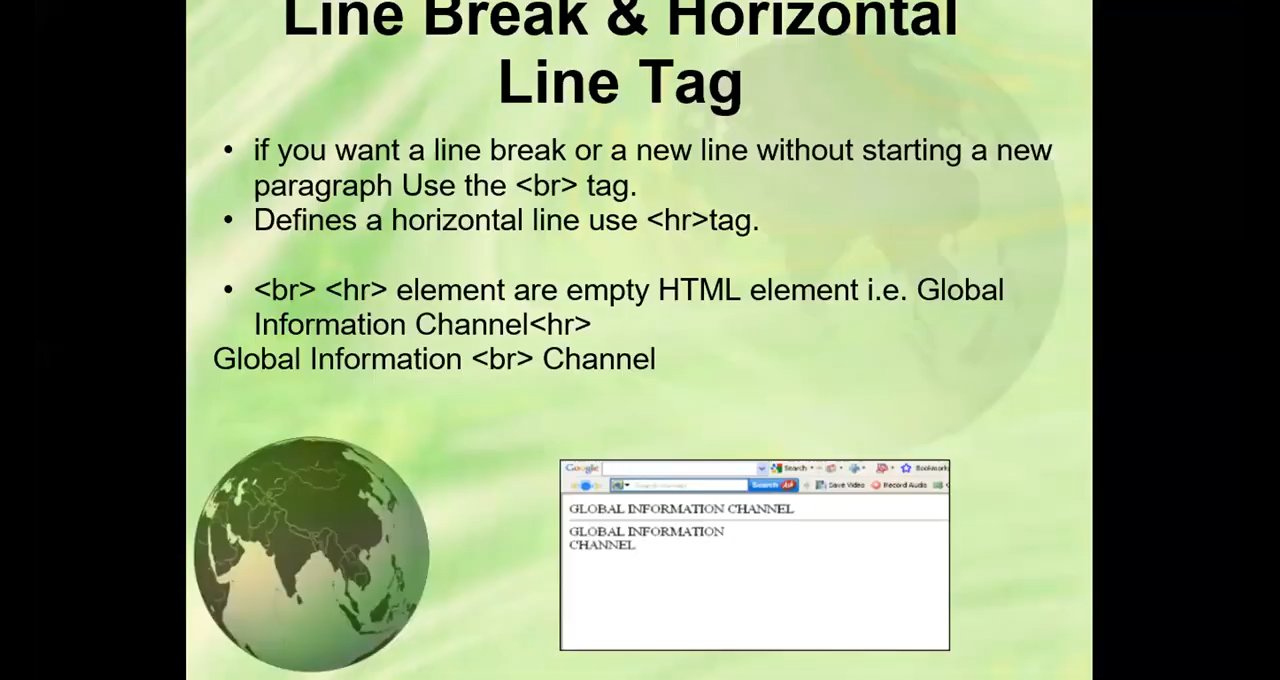 Line Break & Horizontal
Line Tag
• if you want a line break or a new line without starting a new
paragraph Use the <br> tag.
• Defines a horizontal line use <hr>tag.
• <br> <hr> element are empty HTML element i.e. Global
Information Channel<hr>
Global Information <br> Channel
Google Search Bookmark
Search Save Video Record Audio
GLOBAL INFORMATION CHANNEL
GLOBAL INFORMATION
CHANNEL